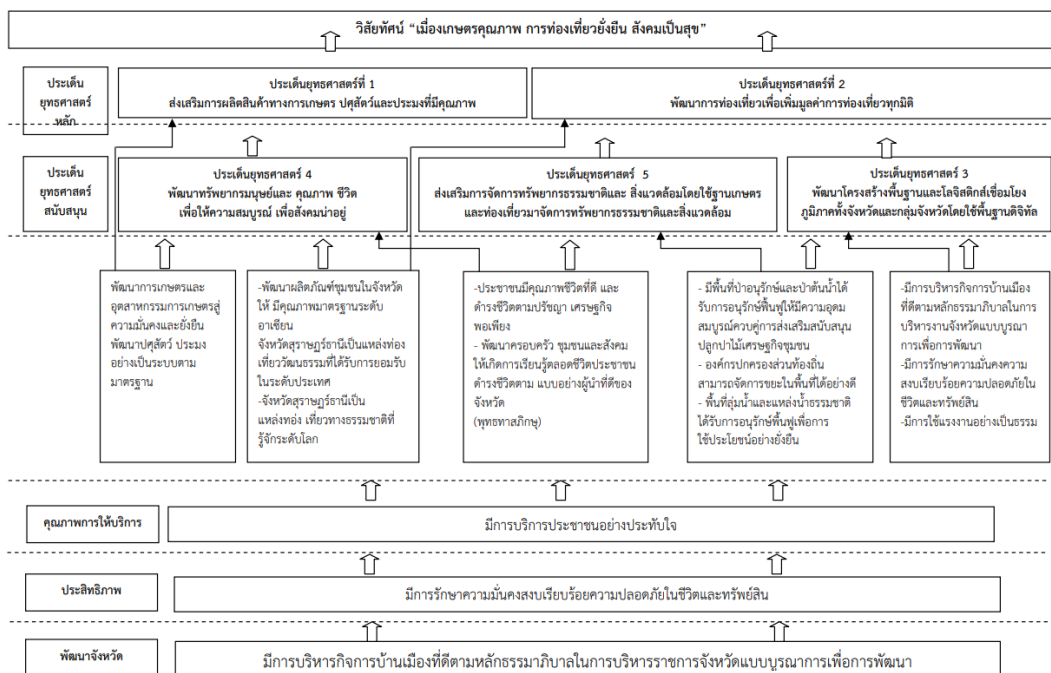 วิสัยทัศน์ “เมื่องเกษตรคุณภาพ การท่องเที่ยวยั่งยืน สังคมเป็นสุข”
ประเด็น
ยุทธศาสตร์
หลัก
ประเด็นยุทธศาสตร์ที่ 1
ส่งเสริมการผลิตสินค้าทางการเกษตร ปศุสัตว์และประมงที่มีคุณภาพ
ประเด็นยุทธศาสตร์ที่ 2
พัฒนาการท่องเที่ยวเพื่อเพิ่มมูลค่าการท่องเที่ยวทุกมิติ
ประเด็น
ยุทธศาสตร์
สนับสนุน
ประเด็นยุทธศาสตร์ 4
พัฒนาทรัพยากรมนุษย์และ คุณภาพ ชีวิต
เพื่อให้ความสมบูรณ์ เพื่อสังคมน่าอยู่
ประเด็นยุทธศาสตร์ 5
ส่งเสริมการจัดการทรัพยากรธรรมชาติและ สิ่งแวดล้อมโดยใช้ฐานเกษตร
และท่องเที่ยวมาจัดการทรัพยากรธรรมชาติและสิ่งแวดล้อม
ประเด็นยุทธศาสตร์ 3
พัฒนาโครงสร้างพื้นฐานและโลจิสติกส์เชื่อมโยง
ภูมิภาคทั้งจังหวัดและกลุ่มจังหวัดโดยใช้พื้นฐานดิจิทัล
พัฒนาการเกษตรและ
อุตสาหกรรมการเกษตรสู่
ความมั่นคงและยั่งยืน
พัฒนาปศุสัตว์ ประมง
อย่างเป็นระบบตาม
มาตรฐาน
-พัฒนาผลิตภัณฑ์ชุมชนในจังหวัด
ให้ มีคุณภาพมาตรฐานระดับ
อาเซียน
จังหวัดสุราษฎร์ธานีเป็นแหล่งท่อง
เที่ยววัฒนธรรมที่ได้รับการยอมรับ
ในระดับประเทศ
-จังหวัดสุราษฎร์ธานีเป็น
แหล่งท่อง เที่ยวทางธรรมชาติที่
รู้จักระดับโลก
-ประชาชนมีคุณภาพชีวิตที่ดี และ
ดำรงชีวิตตามปรัชญา เศรษฐกิจ
พอเพียง
- พัฒนาครอบครัว ชุมชนและสังคม
ให้เกิดการเรียนรู้ตลอดชีวิตประชาชน
ดำรงชีวิตตาม แบบอย่างผู้นำที่ดีของ
จังหวัด
(พุทธทาสภิกษุ)
- มีพื้นที่ป่าอนุรักษ์และป่าต้นน้ำได้
รับการอนุรักษ์ฟื้นฟูให้มีความอุดม
สมบูรณ์ควบคู่การส่งเสริมสนับสนุน
ปลูกป่าไม้เศรษฐกิจชุมชน
- องค์กรปกครองส่วนท้องถิ่น
สามารถจัดการขยะในพื้นที่ได้อย่างดี
- พื้นที่ลุ่มน้ำและแหล่งน้ำธรรมชาติ
ได้รับการอนุรักษ์ฟื้นฟูเพื่อการ
ใช้ประโยชน์อย่างยั่งยืน
-มีการบริหารกิจการบ้านเมือง
ที่ดีตามหลักธรรมาภิบาลในการ
บริหารงานจังหวัดแบบบูรณา
การเพื่อการพัฒนา
-มีการรักษาความมั่นคงความ
สงบเรียบร้อยความปลอดภัยใน
ชีวิตและทรัพย์สิน
-มีการใช้แรงงานอย่างเป็นธรรม
คุณภาพการให้บริการ
มีการบริการประชาชนอย่างประทับใจ
ประสิทธิภาพ
มีการรักษาความมั่นคงสงบเรียบร้อยความปลอดภัยในชีวิตและทรัพย์สิน
พัฒนาจังหวัด
มีการบริหารกิจการบ้านเมืองที่ดีตามหลักธรรมาภิบาลในการบริหารราชการจังหวัดแบบบูรณาการเพื่อการพัฒนา